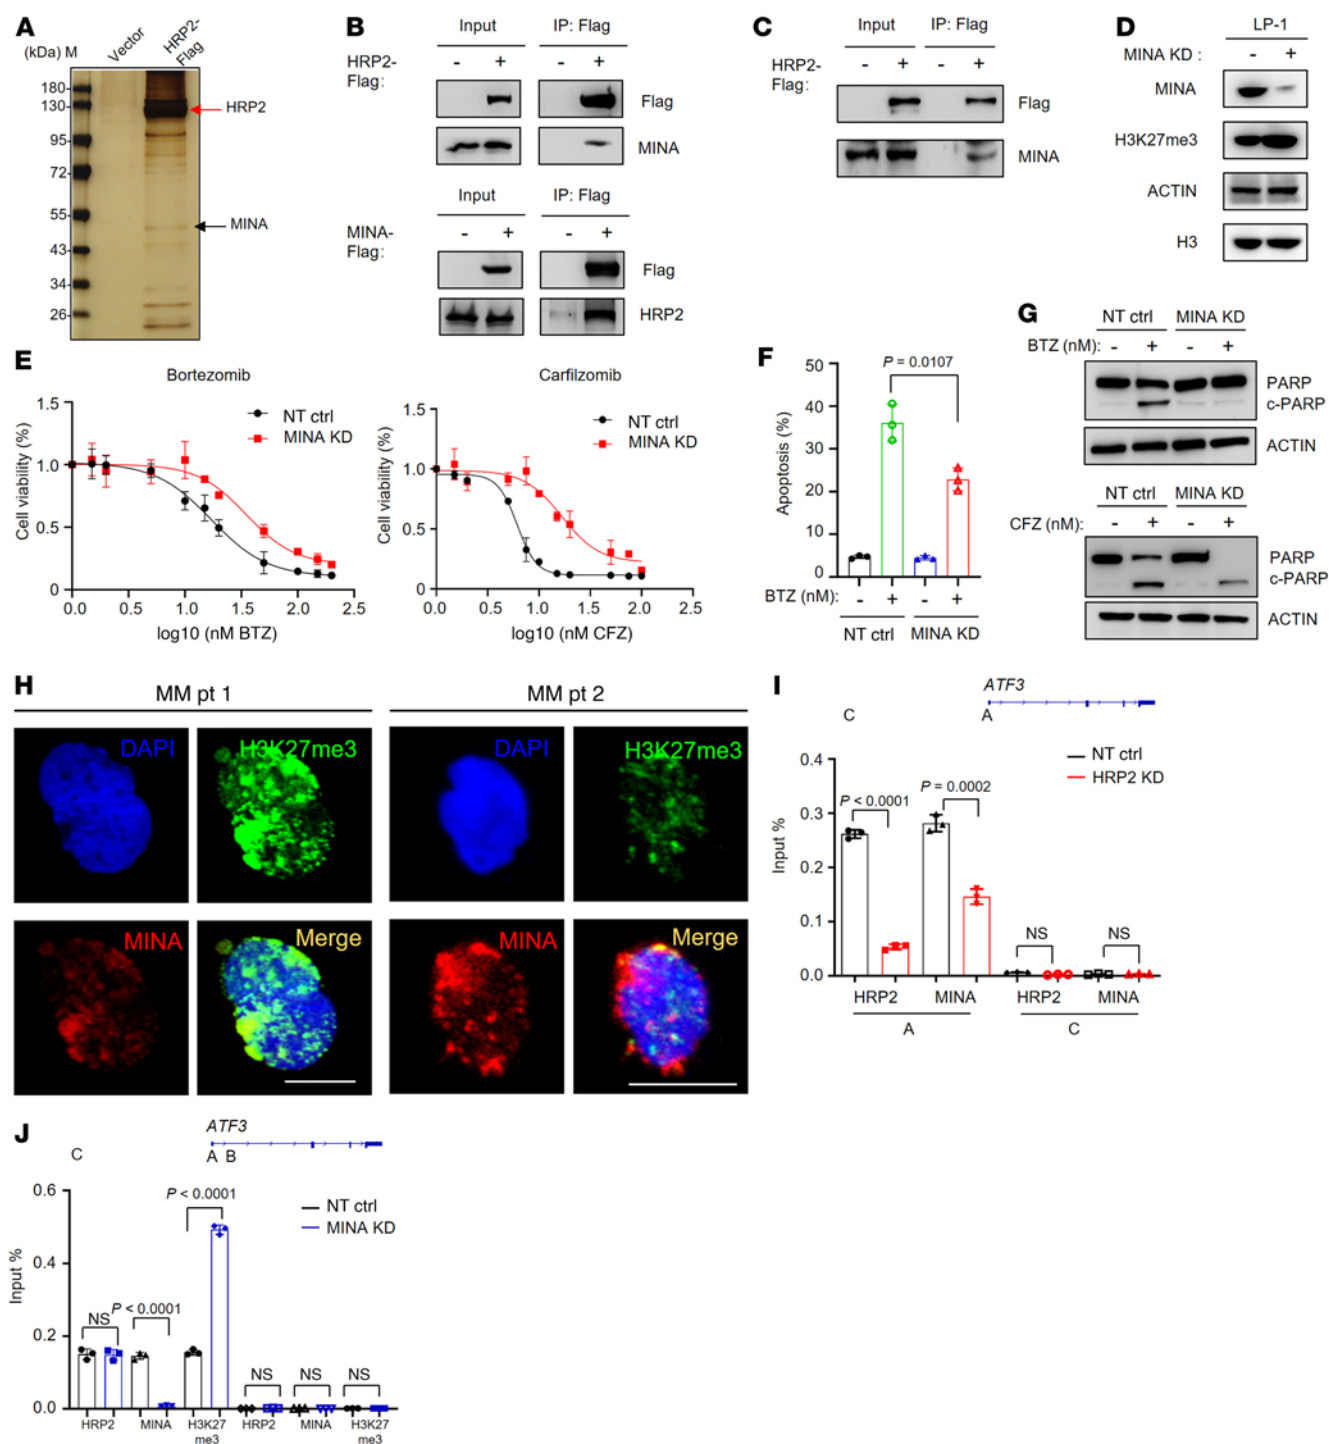 A
(kDa) M
Vector
HRP2-
Flag
180-
130-
95-
72-
55-
43-
34-
26-
HRP2
MINA
B
Input IP: Flag
HRP2-
Flag:
- + - +
Flag
MINA
Input IP: Flag
MINA-
Flag:
- + - +
Flag
HRP2
C
Input IP: Flag
HRP2-
Flag:
- + - +
Flag
MINA
D
LP-1
MINA KD : - +
MINA
H3K27me3
ACTIN
H3
E
Bortezomib
Cell viability (%)
1.5
1.0
0.5
0
0.0 0.5 1.0 1.5 2.0 2.5
log10 (nM BTZ)
NT ctrl
MINA KD
Carfilzomib
Cell viability (%)
1.5
1.0
0.5
0
0.0 0.5 1.0 1.5 2.0 2.5
log10 (nM CFZ)
NT ctrl
MINA KD
F
Apoptosis (%)
50
40
30
20
10
0
P = 0.0107
BTZ (nM): - + - +
NT ctrl MINA KD
G
NT ctrl MINA KD
BTZ (nM): - + - +
PARP
c-PARP
ACTIN
NT ctrl MINA KD
CFZ (nM): - + - +
PARP
c-PARP
ACTIN
H
MM pt 1
DAPI H3K27me3
MINA Merge
MM pt 2
DAPI H3K27me3
MINA Merge
I
ATF3
C A
NT ctrl
HRP2 KD
Input %
0.4
0.3
0.2
0.1
0.0
P < 0.0001
P = 0.0002
NS NS
HRP2 MINA HRP2 MINA
A C
J
ATF3
C A B
NT ctrl
MINA KD
Input %
0.6
0.4
0.2
0.0
P < 0.0001
P < 0.0001
NS
NS NS NS
HRP2 MINA H3K27 HRP2 MINA H3K27
me3 me3